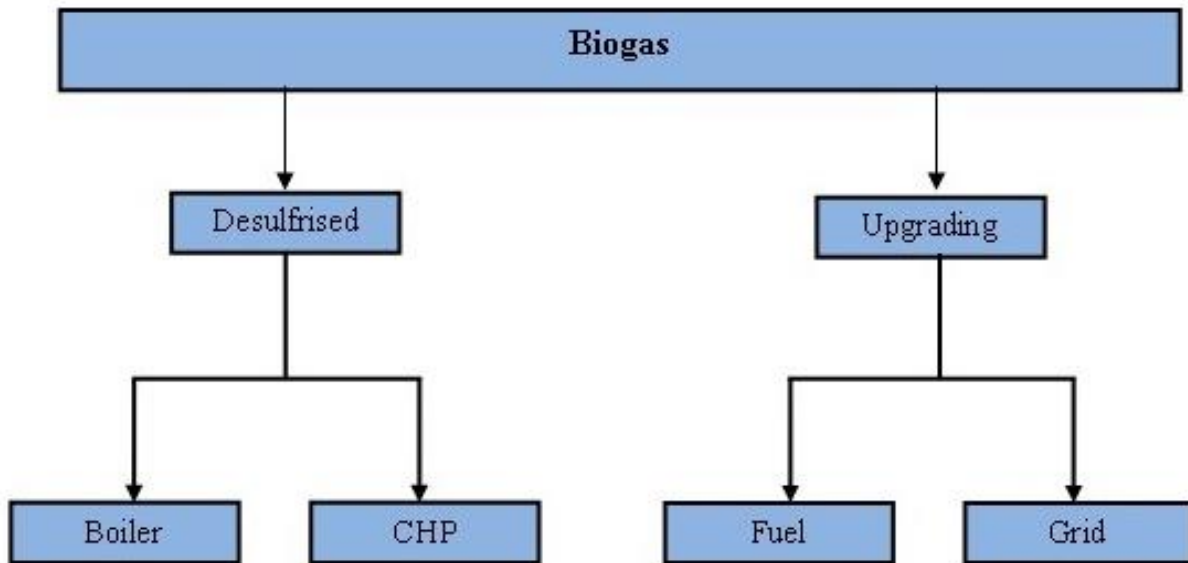 Biogas
Desulfrised
Upgrading
Boiler
CHP
Fuel
Grid